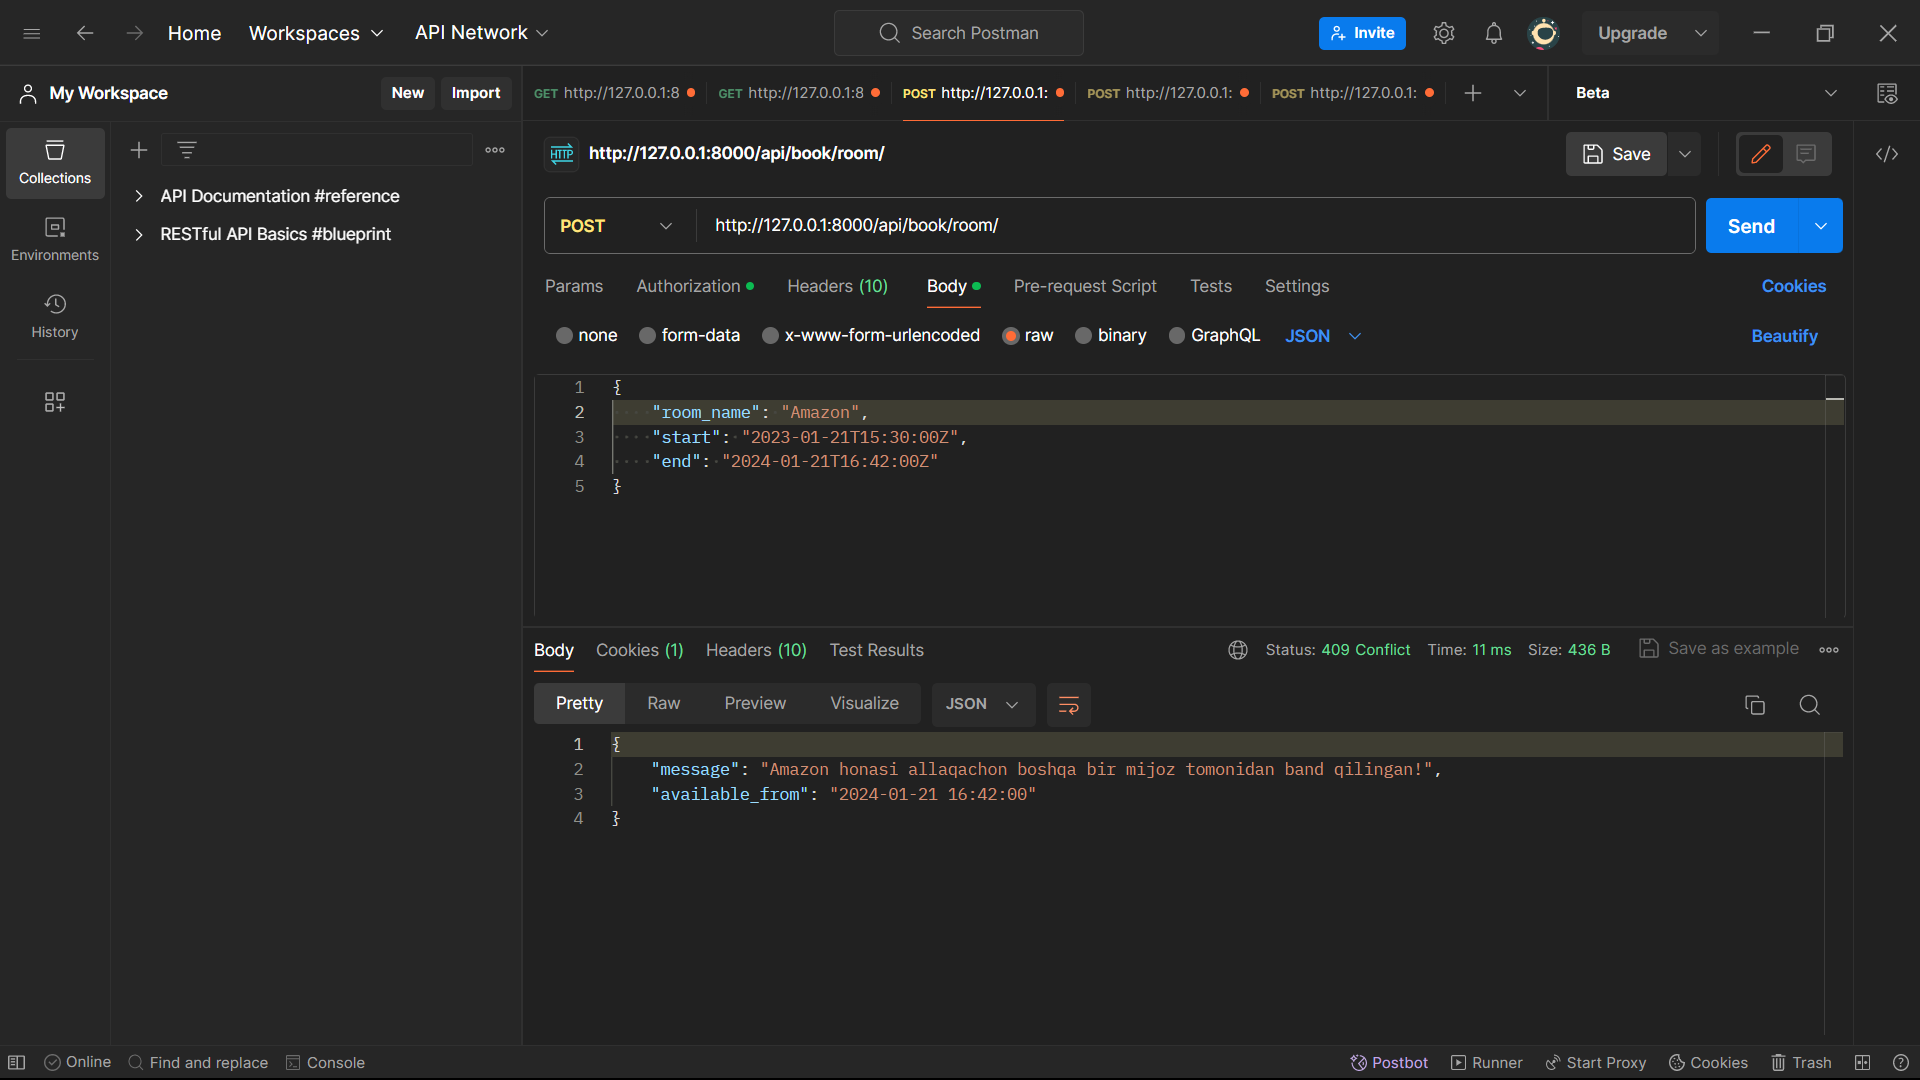 Home Workspaces API Network Search Postman Invite Upgrade
My Workspace New Import GET http://127.0.0.1:8 GET http://127.0.0.1:8 POST http://127.0.0.1: POST http://127.0.0.1: POST http://127.0.0.1: Beta
Collections
Environments
History
API Documentation #reference
RESTful API Basics #blueprint
HTTP http://127.0.0.1:8000/api/book/room/ Save
POST http://127.0.0.1:8000/api/book/room/ Send
Params Authorization Headers (10) Body Pre-request Script Tests Settings Cookies
none form-data x-www-form-urlencoded raw binary GraphQL JSON Beautify
1 {
2 "room_name": "Amazon",
3 "start": "2023-01-21T15:30:00Z",
4 "end": "2024-01-21T16:42:00Z"
5 }
Body Cookies (1) Headers (10) Test Results Status: 409 Conflict Time: 11 ms Size: 436 B Save as example
Pretty Raw Preview Visualize JSON
1 {
2 "message": "Amazon honasi allaqachon boshqa bir mijoz tomonidan band qilingan!",
3 "available_from": "2024-01-21 16:42:00"
4 }
Online Find and replace Console Postbot Runner Start Proxy Cookies Trash